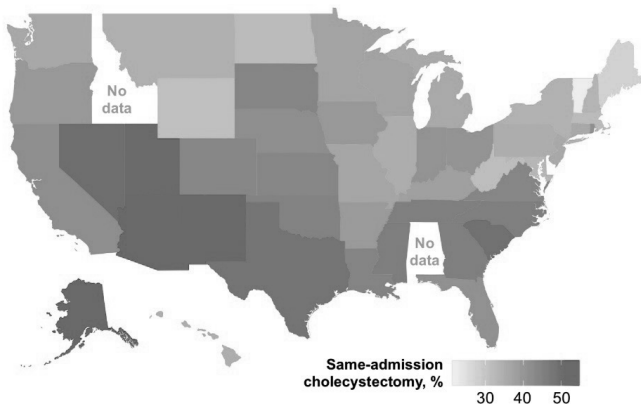 No
data
No
data
Same-admission
cholecystectomy, %
30 40 50